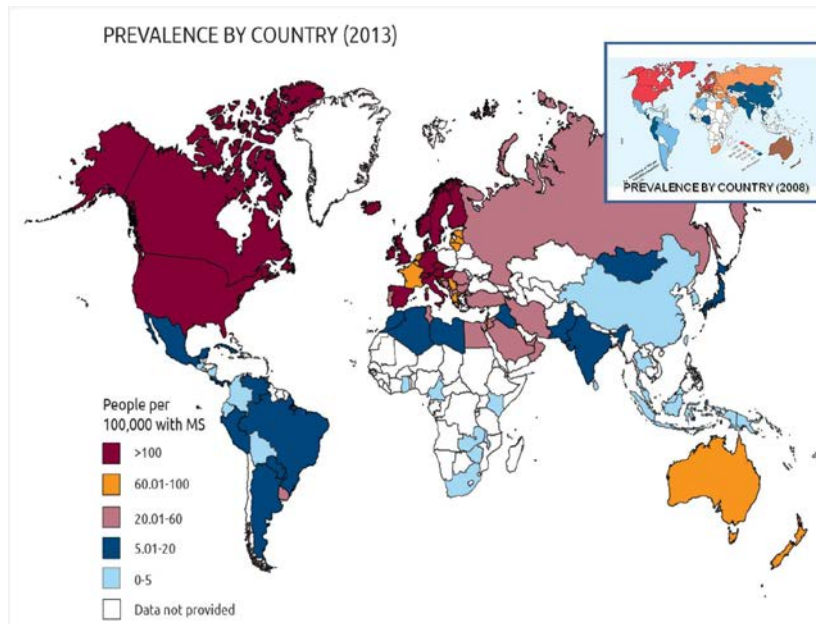 PREVALENCE BY COUNTRY (2013)
PREVALENCE BY COUNTRY (2008)
People per
100,000 with MS
>100
60.01-100
20.01-60
5.01-20
0-5
Data not provided